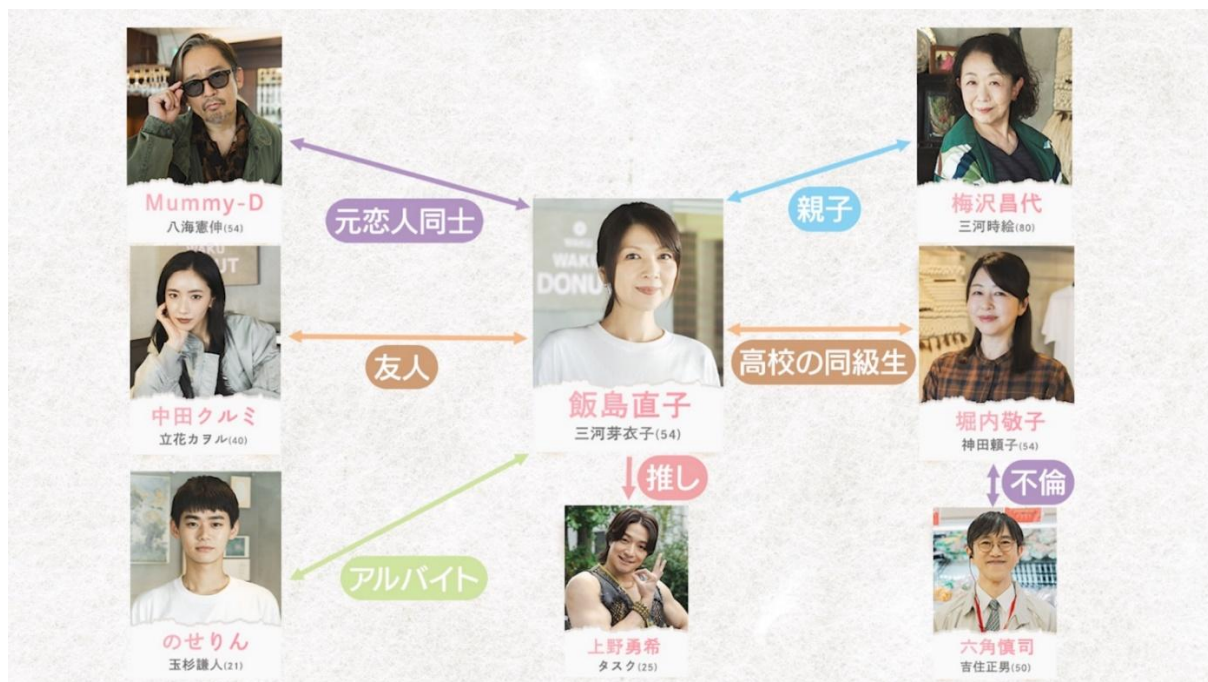 Mummy-D
八海憲伸(54)
元恋人同士
親子
梅沢昌代
三河時絵(80)
WAKU
WAKU
DONU
UT
中田クルミ
立花カヲル(40)
友人
飯島直子
三河芽衣子(54)
高校の同級生
堀内敬子
神田頼子(54)
推し
不倫
のせりん
玉杉謙人(21)
アルバイト
上野勇希
タスク(25)
六角慎司
吉住正男(50)